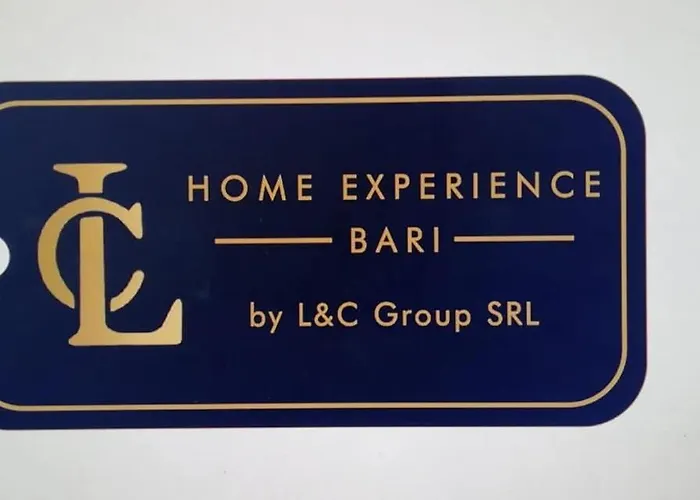 LC
HOME EXPERIENCE
BARI
by L&C Group SRL